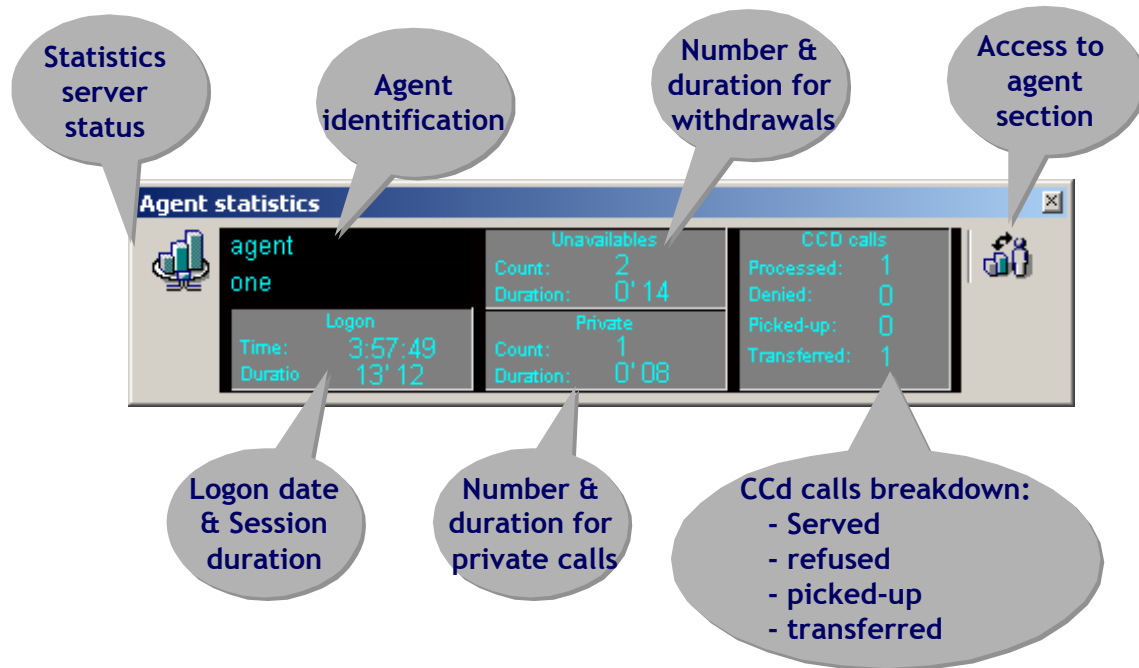 Statistics
server
status
Agent
identification
Number &
duration for
withdrawals
Access to
agent
section
Agent statistics
agent
one
Logon
Time: 3:57:49
Duratio 13'12
Unavailables
Count: 2
Duration: 0'14
Private
Count: 1
Duration: 0'08
CCD calls
Processed: 1
Denied: 0
Picked-up: 0
Transferred: 1
Logon date
& Session
duration
Number &
duration for
private calls
CCd calls breakdown:
- Served
- refused
- picked-up
- transferred